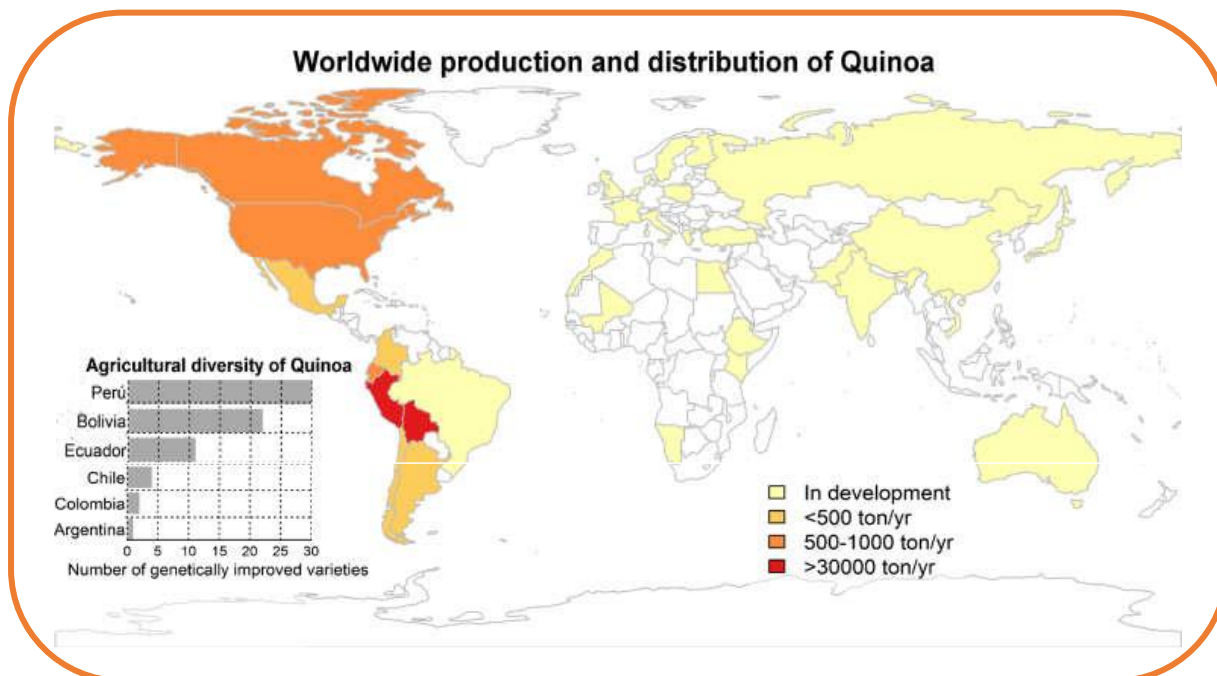 Worldwide production and distribution of Quinoa
Agricultural diversity of Quinoa
Perú
Bolivia
Ecuador
Chile
Colombia
Argentina
0 5 10 15 20 25 30
Number of genetically improved varieties
In development
<500 ton/yr
500-1000 ton/yr
>30000 ton/yr